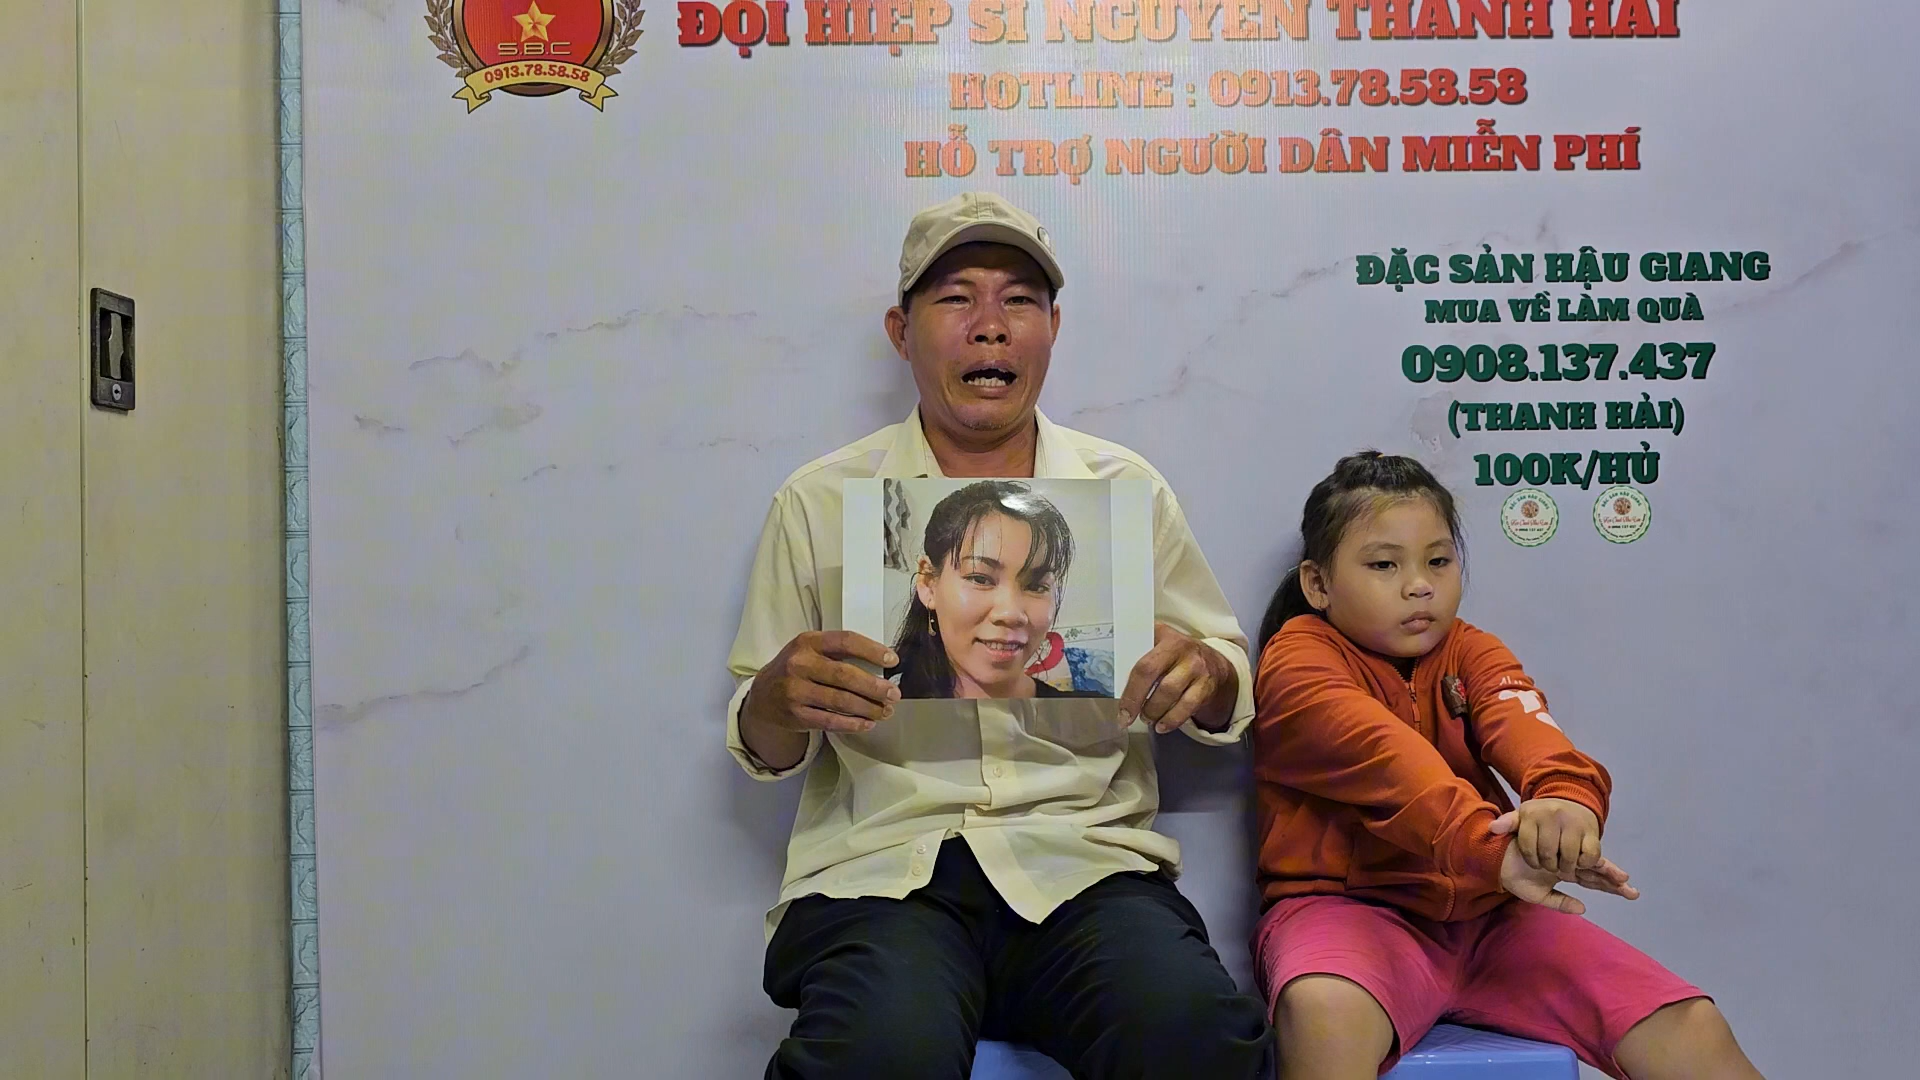 S.B.C
0913.78.58.58
ĐỘI HIỆP SĨ NGUYỄN THANH HẢI
HOTLINE : 0913.78.58.58
HỖ TRỢ NGƯỜI DÂN MIỄN PHÍ
ĐẶC SẢN HẬU GIANG
MUA VỀ LÀM QUÀ
0908.137.437
(THANH HẢI)
100K/HỦ